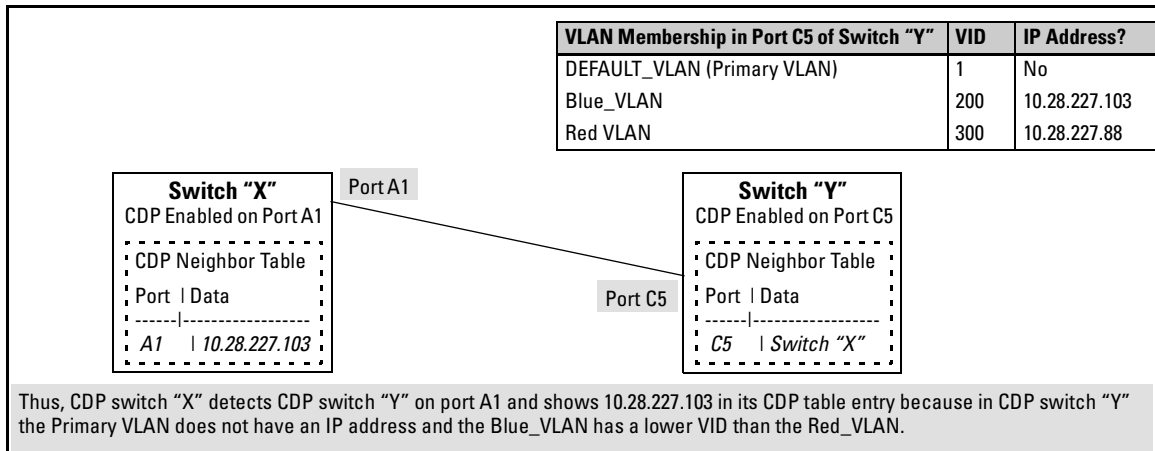 VLAN Membership in Port C5 of Switch “Y” VID IP Address?
DEFAULT_VLAN (Primary VLAN) 1 No
Blue_VLAN 200 10.28.227.103
Red VLAN 300 10.28.227.88
Switch “X”
CDP Enabled on Port A1
CDP Neighbor Table
Port | Data
------|------------------
A1 | 10.28.227.103
Port A1
Port C5
Switch “Y”
CDP Enabled on Port C5
CDP Neighbor Table
Port | Data
------|------------------
C5 | Switch “X”
Thus, CDP switch “X” detects CDP switch “Y” on port A1 and shows 10.28.227.103 in its CDP table entry because in CDP switch “Y”
the Primary VLAN does not have an IP address and the Blue_VLAN has a lower VID than the Red_VLAN.